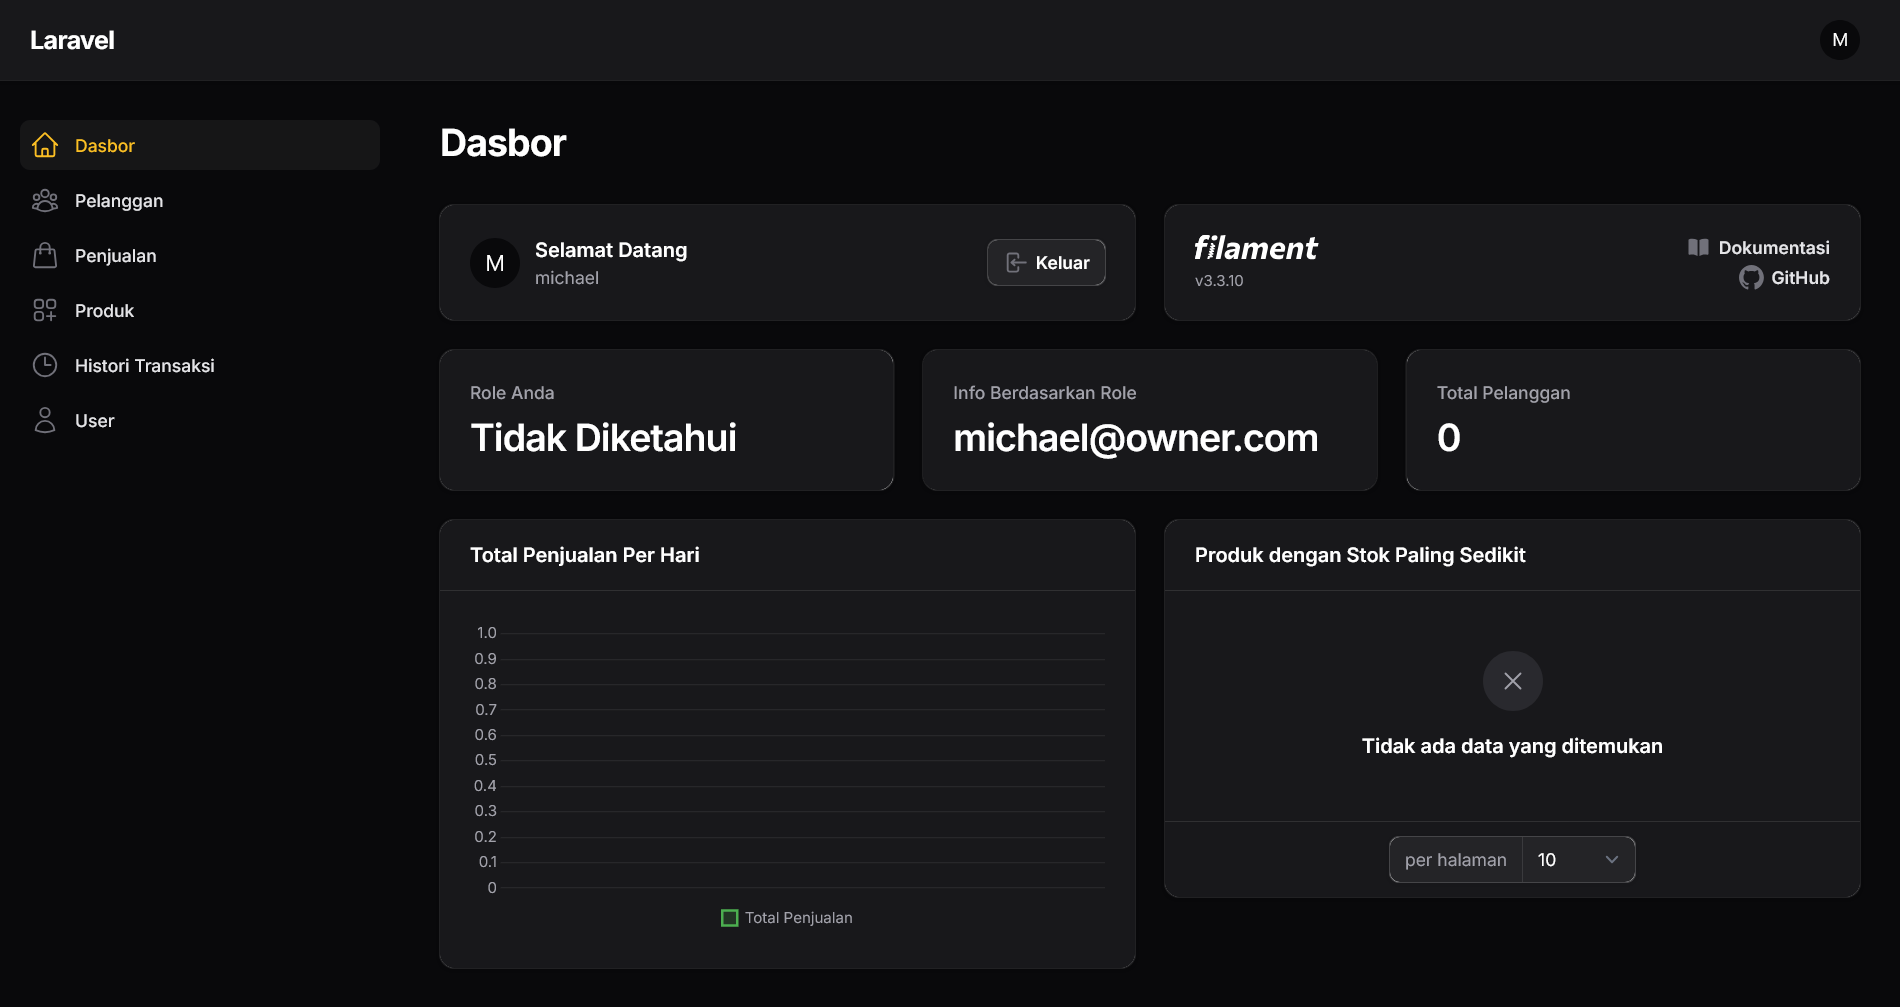 Laravel
M
Dasbor
Pelanggan
Penjualan
Produk
Histori Transaksi
User
Dasbor
M
Selamat Datang
michael
Keluar
filament
v3.3.10
Dokumentasi
GitHub
Role Anda
Tidak Diketahui
Info Berdasarkan Role
michael@owner.com
Total Pelanggan
0
Total Penjualan Per Hari
1.0
0.9
0.8
0.7
0.6
0.5
0.4
0.3
0.2
0.1
0
Total Penjualan
Produk dengan Stok Paling Sedikit
Tidak ada data yang ditemukan
per halaman 10